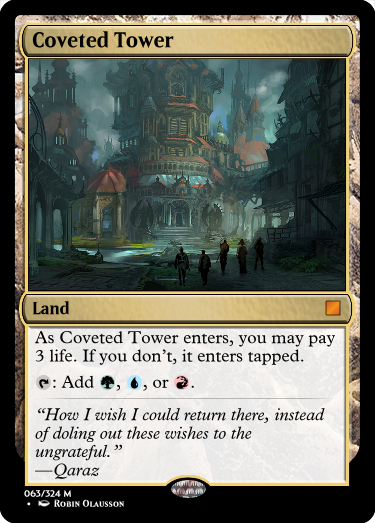 Coveted Tower
Land
As Coveted Tower enters, you may pay
3 life. If you don't, it enters tapped.
: Add , , or .
“How I wish I could return there, instead
of doling out these wishes to the
ungrateful.”
—Qaraz
063/324 M
• Robin Olausson